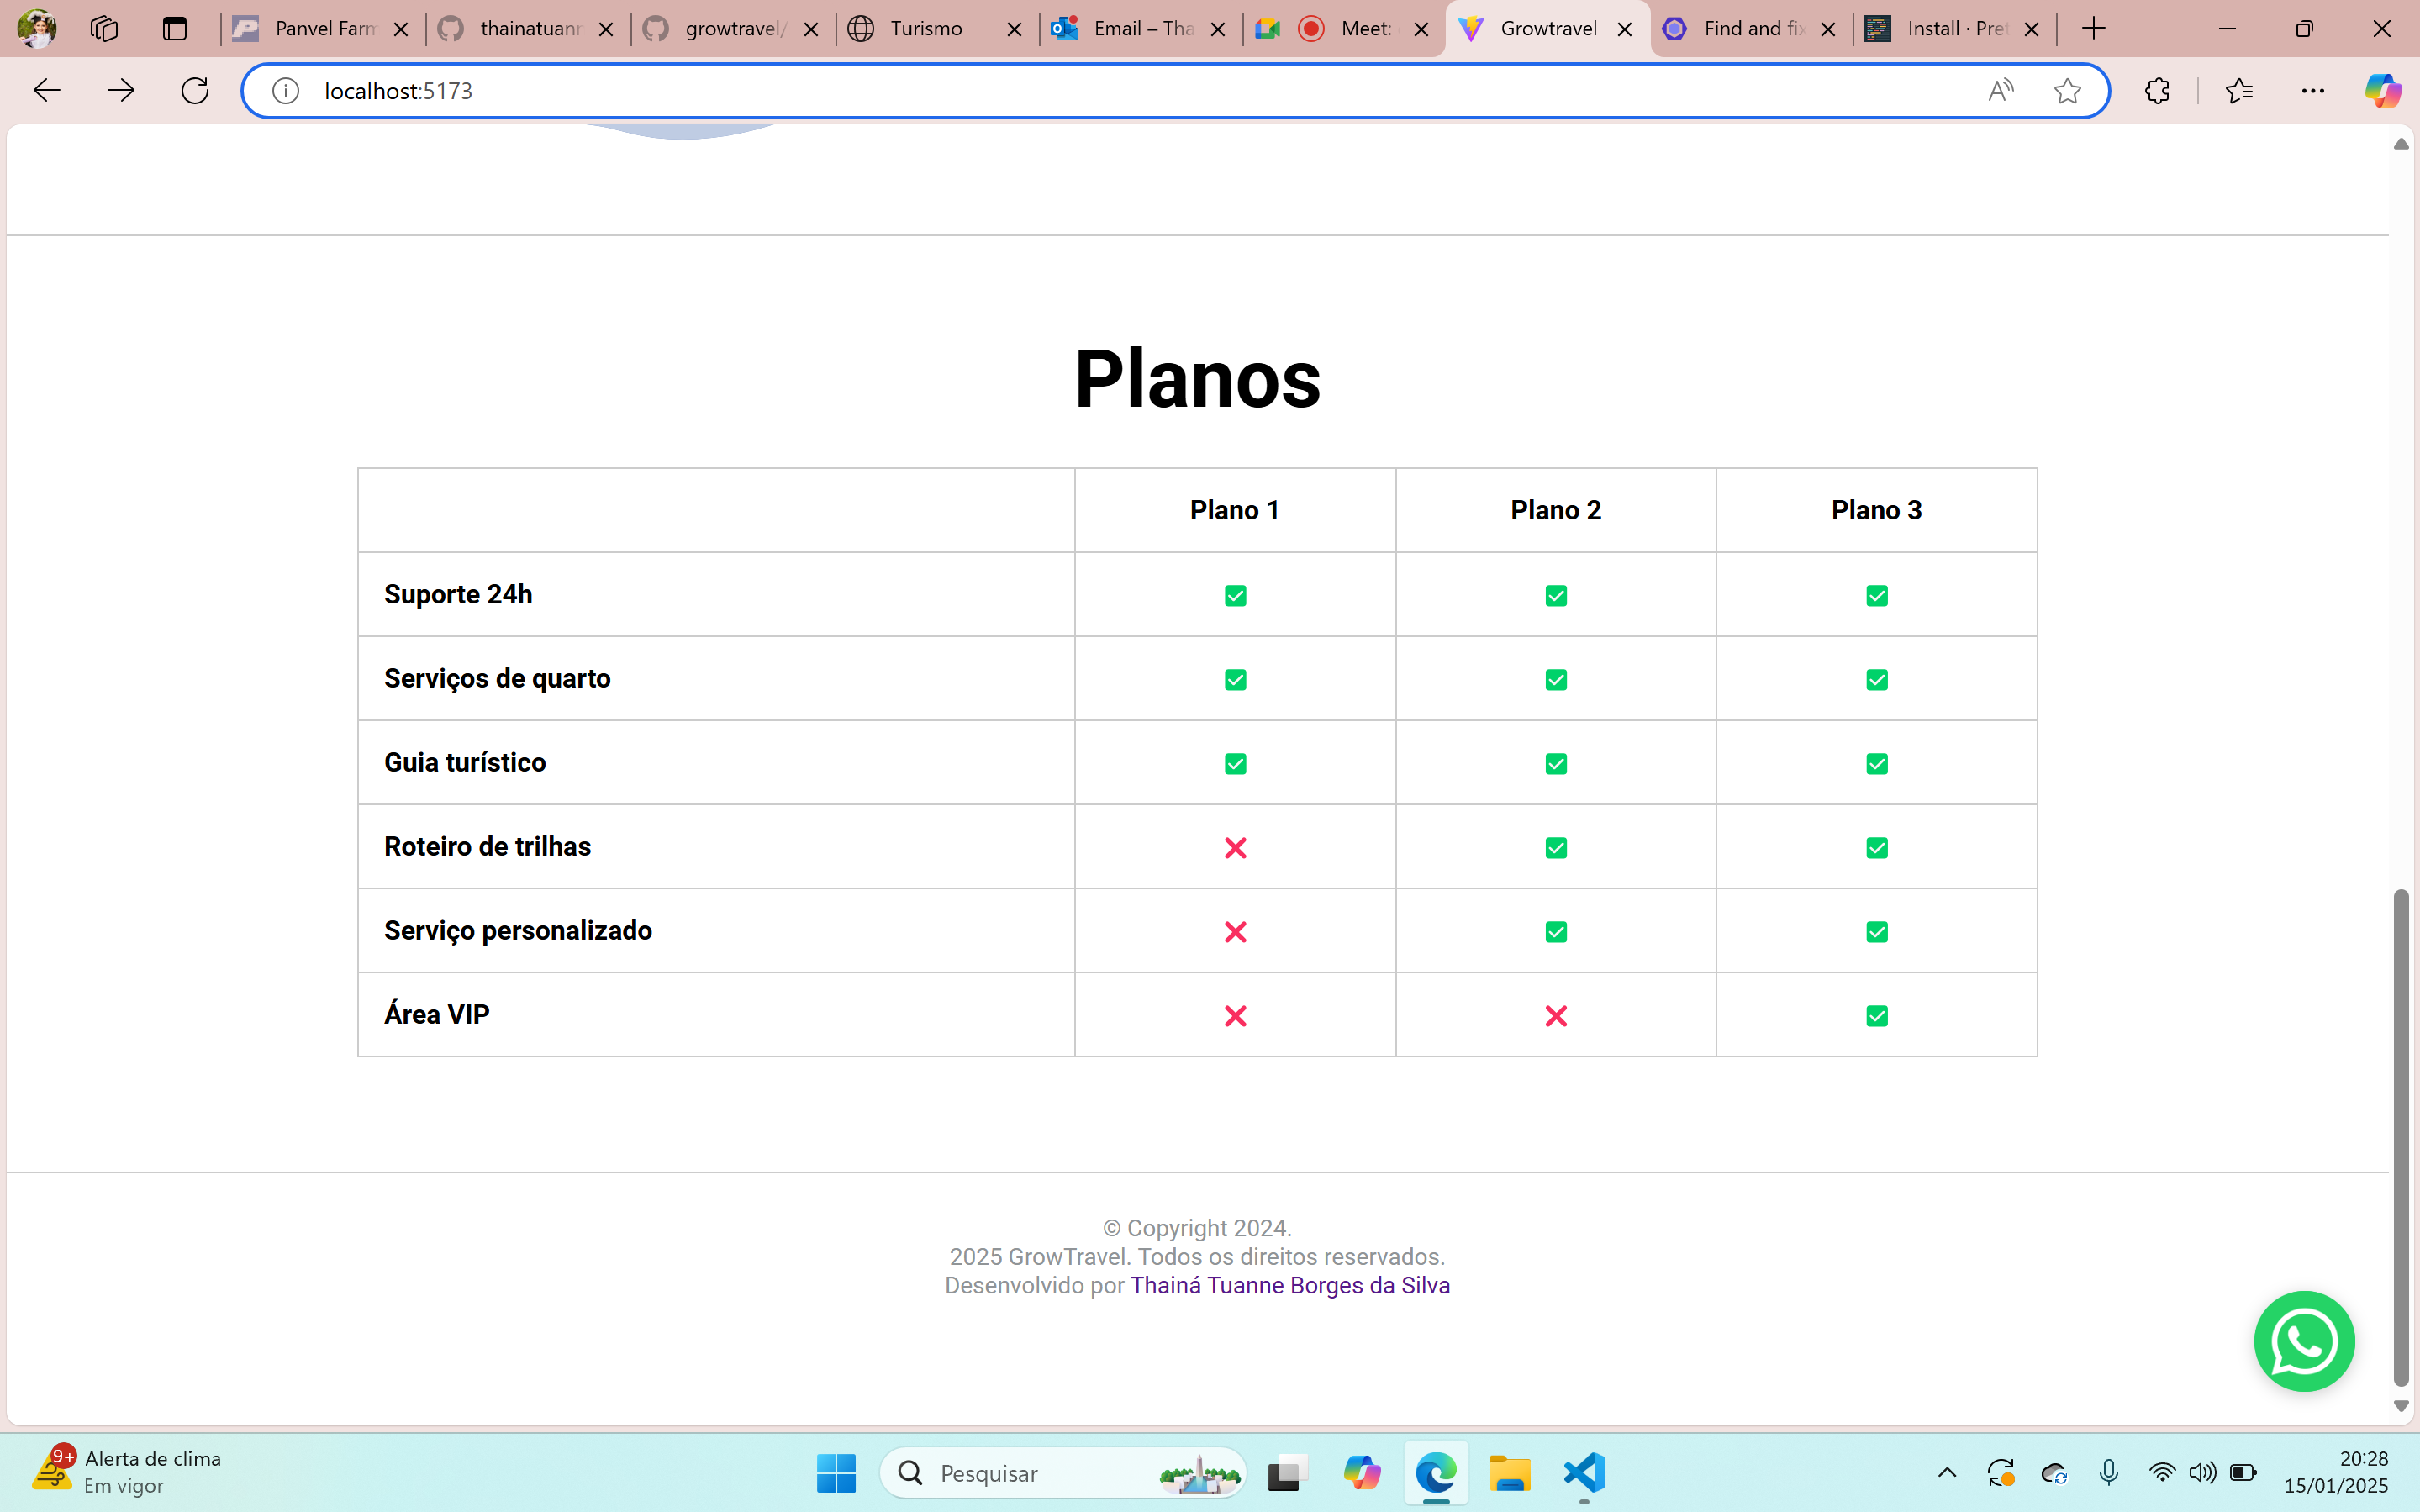 Panvel Farm
thainatuann
growtravel/
Turismo
Email – Tha
Meet:
Growtravel
Find and fix
Install · Pret
localhost:5173
Planos
Plano 1 Plano 2 Plano 3
Suporte 24h
Serviços de quarto
Guia turístico
Roteiro de trilhas
Serviço personalizado
Área VIP
© Copyright 2024.
2025 GrowTravel. Todos os direitos reservados.
Desenvolvido por Thainá Tuanne Borges da Silva
9+
Alerta de clima
Em vigor
Pesquisar
20:28
15/01/2025